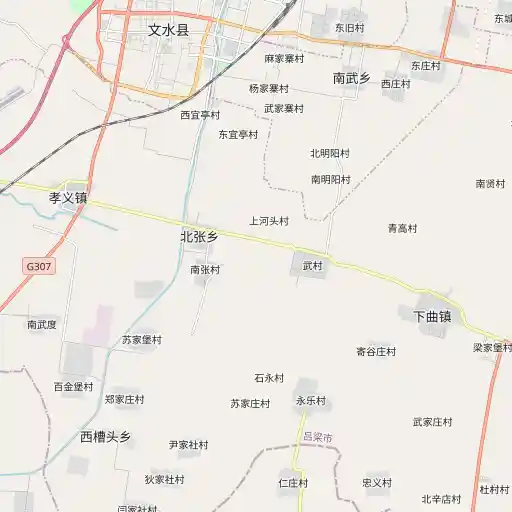 东城
文水县
东旧村
麻家寨村
东庄村
南武乡
西庄村
杨家寨村
武家寨村
西宜亭村
东宜亭村
北明阳村
南明阳村
南贤村
孝义镇
上河头村
青高村
北张乡
G307
南张村
武村
下曲镇
南武度
苏家堡村
寄谷庄村
梁家堡村
石永村
百金堡村
郑家庄村
苏家庄村
永乐村
武家庄村
西槽头乡
吕梁市
尹家社村
狄家社村
仁庄村
忠义村
杜村村
北辛店村
闫家社村